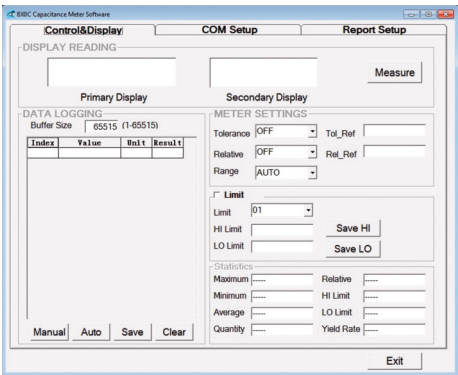 BXBIC Capacitance Meter Software
Control&Display COM Setup Report Setup
DISPLAY READING
Measure
Primary Display Secondary Display
DATA LOGGING
Buffer Size 65515 (1-65515)
Index Value Unit Result
Manual Auto Save Clear
METER SETTINGS
Tolerance OFF Tol_Ref
Relative OFF Rel_Ref
Range AUTO
Limit
Limit 01
HI Limit Save HI
LO Limit Save LO
Statistics
Maximum ----- Relative -----
Minimum ----- HI Limit -----
Average ----- LO Limit -----
Quantity ----- Yield Rate -----
Exit